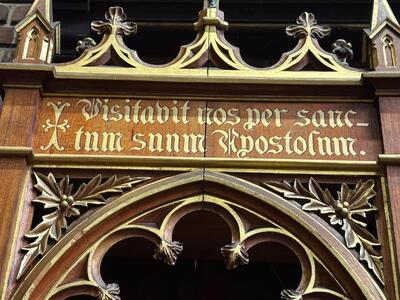 Visitavit nos per sanc-
tum suum Apostolum.